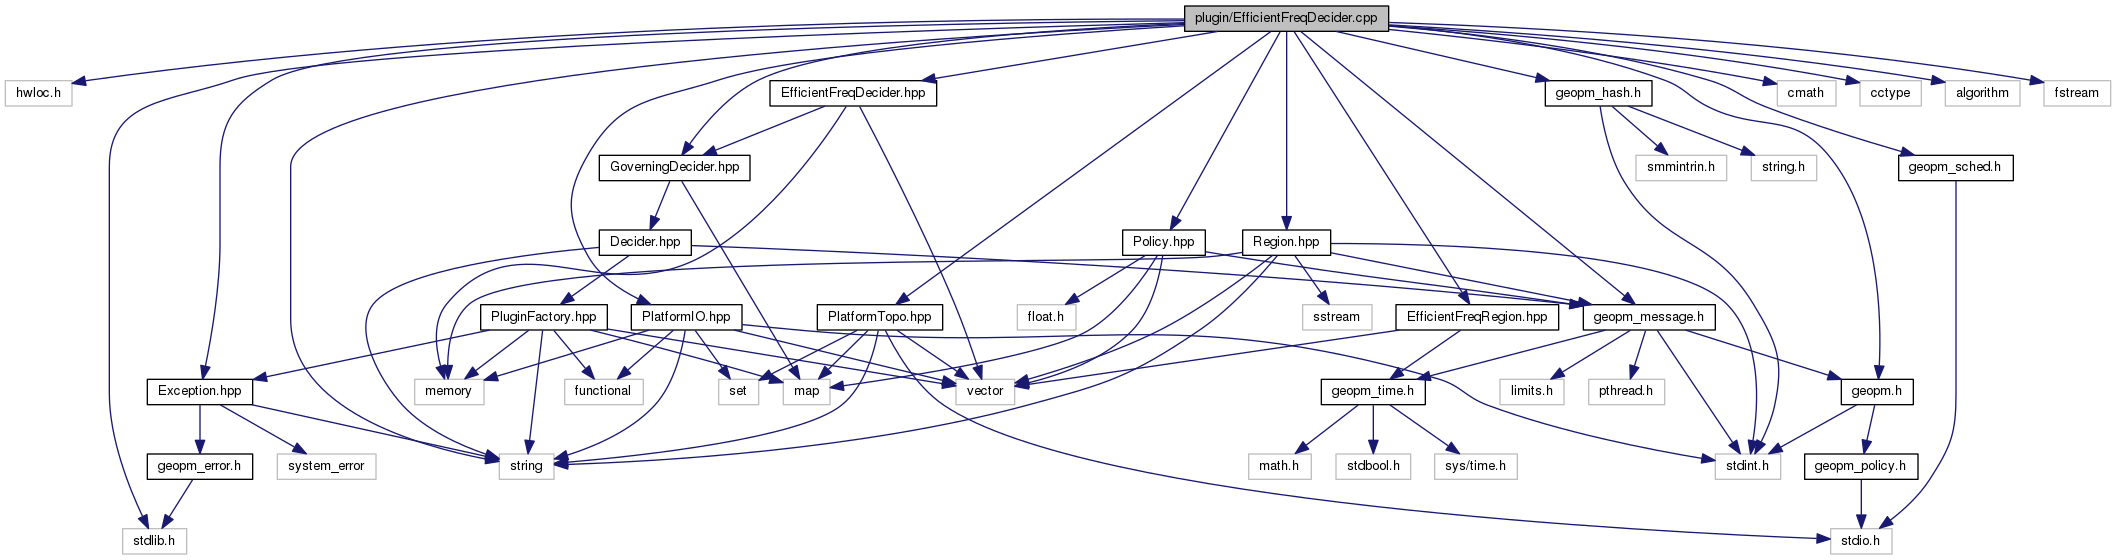 plugin/EfficientFreqDecider.cpp
hwloc.h
EfficientFreqDecider.hpp
geopm_hash.h
cmath
cctype
algorithm
fstream
GoverningDecider.hpp
smmintrin.h
string.h
geopm_sched.h
Decider.hpp
Policy.hpp
Region.hpp
PluginFactory.hpp
PlatformIO.hpp
PlatformTopo.hpp
float.h
sstream
EfficientFreqRegion.hpp
geopm_message.h
Exception.hpp
memory
functional
set
map
vector
geopm_time.h
limits.h
pthread.h
geopm.h
geopm_error.h
system_error
string
math.h
stdbool.h
sys/time.h
stdint.h
geopm_policy.h
stdlib.h
stdio.h